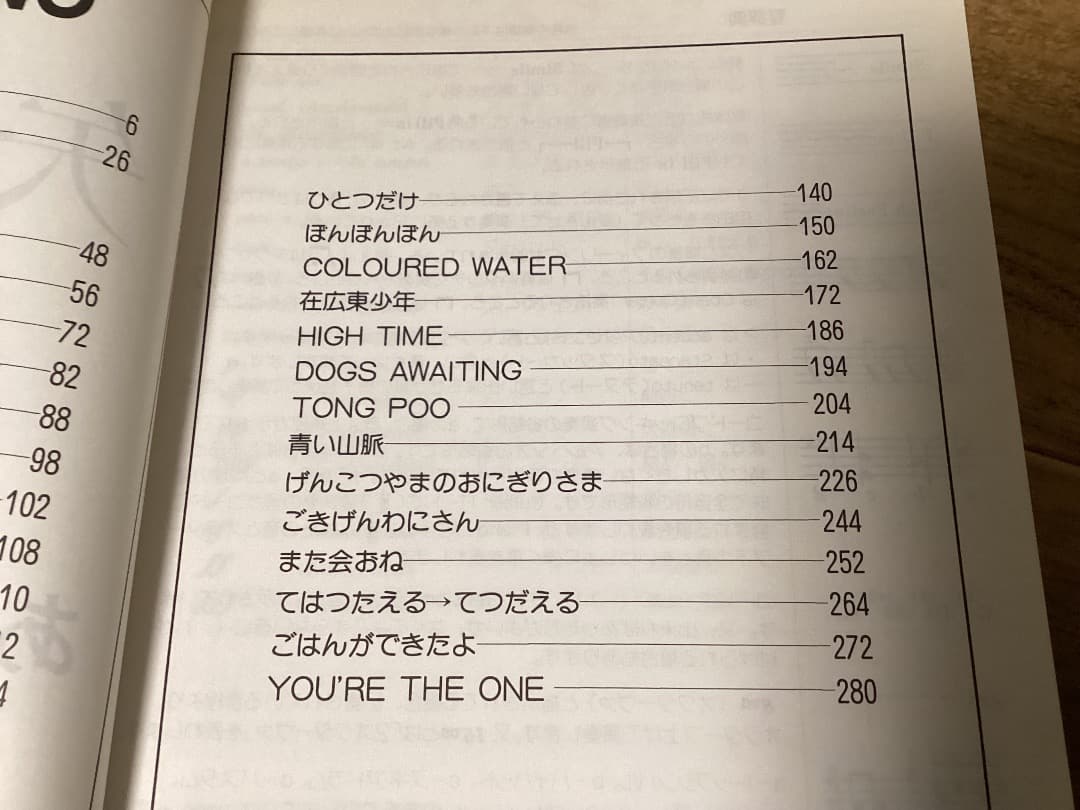 6
26
48
56
72
82
88
98
102
108
ひとつだけ 140
ぼんぼんぼん 150
COLOURED WATER 162
在広東少年 172
HIGH TIME 186
DOGS AWAITING 194
TONG POO 204
青い山脈 214
げんこつやまのおにぎりさま 226
ごきげんわにさん 244
また会おね 252
てはつたえる→てつだえる 264
ごはんができたよ 272
YOU'RE THE ONE 280